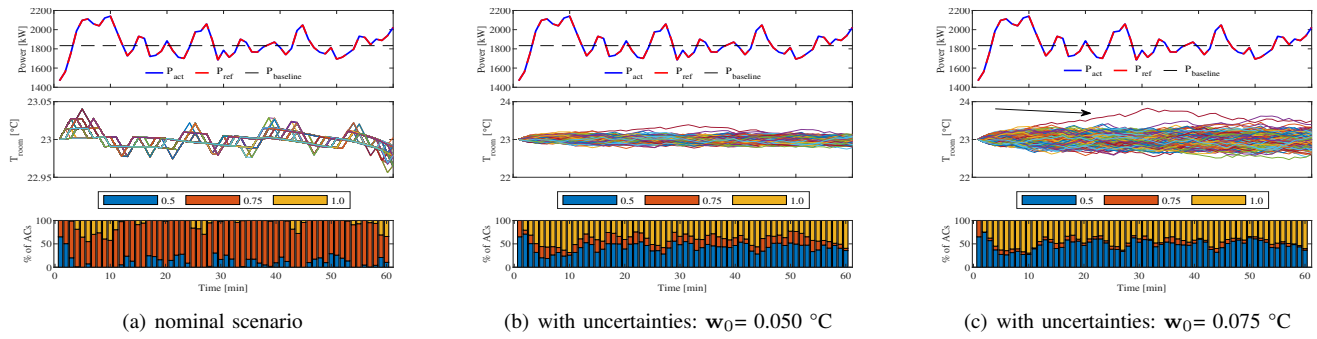 2200
2000
1800
1600
1400
Power [kW]
P_act P_ref P_baseline
23.05
23
22.95
T_room [°C]
0.5 0.75 1.0
100
50
0
% of ACs
0 10 20 30 40 50 60
Time [min]
(a) nominal scenario
2200
2000
1800
1600
1400
Power [kW]
P_act P_ref P_baseline
24
23
22
T_room [°C]
0.5 0.75 1.0
100
50
0
% of ACs
0 10 20 30 40 50 60
Time [min]
(b) with uncertainties: w_0= 0.050 °C
2200
2000
1800
1600
1400
Power [kW]
P_act P_ref P_baseline
24
23
22
T_room [°C]
0.5 0.75 1.0
100
50
0
% of ACs
0 10 20 30 40 50 60
Time [min]
(c) with uncertainties: w_0= 0.075 °C